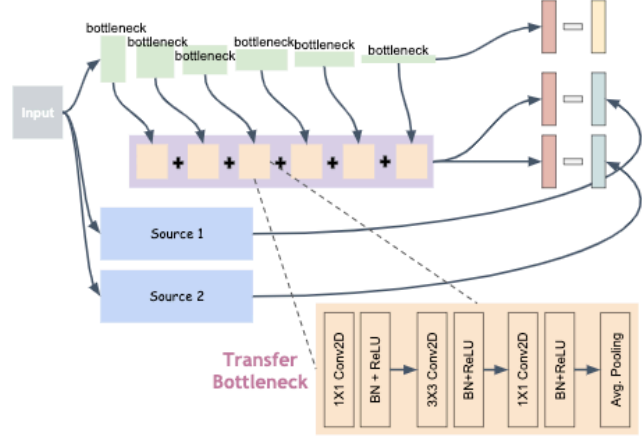 bottleneck
bottleneck
bottleneck
bottleneck
bottleneck
bottleneck
Input
+ + + + +
Source 1
Source 2
Transfer
Bottleneck
1X1 Conv2D
BN + ReLU
3X3 Conv2D
BN+ReLU
1X1 Conv2D
BN+ReLU
Avg. Pooling